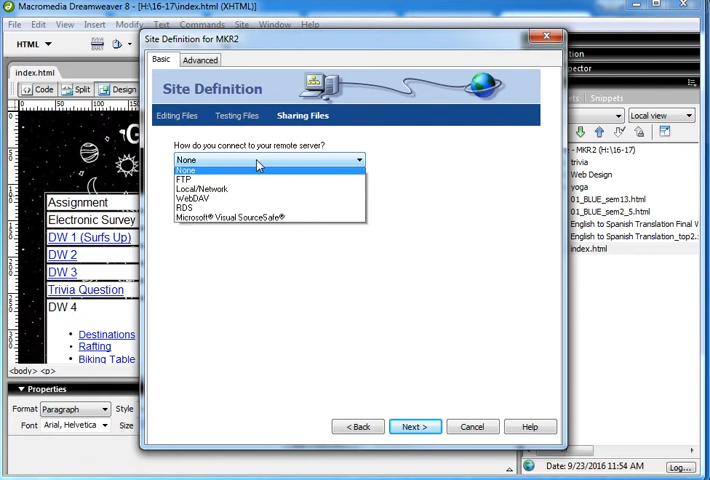 Macromedia Dreamweaver 8 - [H:\16-17\index.html (XHTML)]
File Edit View Insert Modify Text Commands Site Window Help
HTML
Site Definition for MKR2
Basic Advanced
index.html
Code Split Design
Site Definition
Editing Files Testing Files Sharing Files
How do you connect to your remote server?
None
None
FTP
Local/Network
WebDAV
RDS
Microsoft® Visual SourceSafe®
Assignment
Electronic Survey
DW 1 (Surfs Up)
DW 2
DW 3
Trivia Question
DW 4
• Destinations
• Rafting
• Biking Table
<body> <p>
Properties
Format Paragraph Style
Font Arial, Helvetica Size
< Back Next > Cancel Help
Snippets
Local view
- MKR2 (H:\16-17)
trivia
Web Design
yoga
01_BLUE_sem13.html
01_BLUE_sem2_5.html
English to Spanish Translation Final W
English to Spanish Translation_top2.
index.html
Date: 9/23/2016 11:54 AM Log...